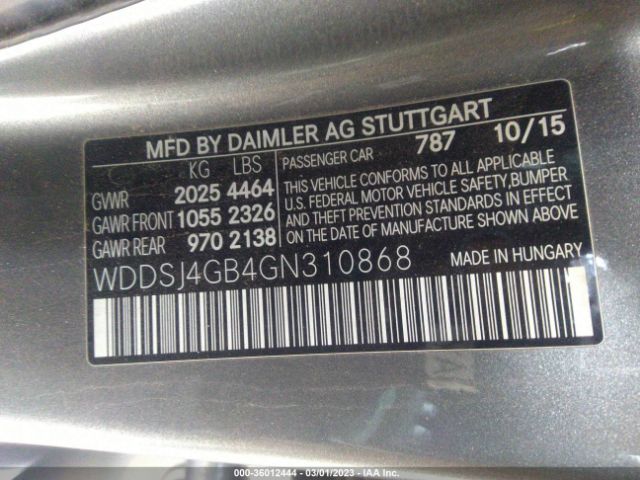 MFD BY DAIMLER AG STUTTGART
KG LBS PASSENGER CAR 787 10/15
GVWR 2025 4464
GAWR FRONT 1055 2326
GAWR REAR 970 2138
THIS VEHICLE CONFORMS TO ALL APPLICABLE
U.S. FEDERAL MOTOR VEHICLE SAFETY, BUMPER
AND THEFT PREVENTION STANDARDS IN EFFECT
ON THE DATE OF MANUFACTURE SHOWN ABOVE
WDDSJ4GB4GN310868 MADE IN HUNGARY
000-36012444 - 03/01/2023 - IAA Inc.